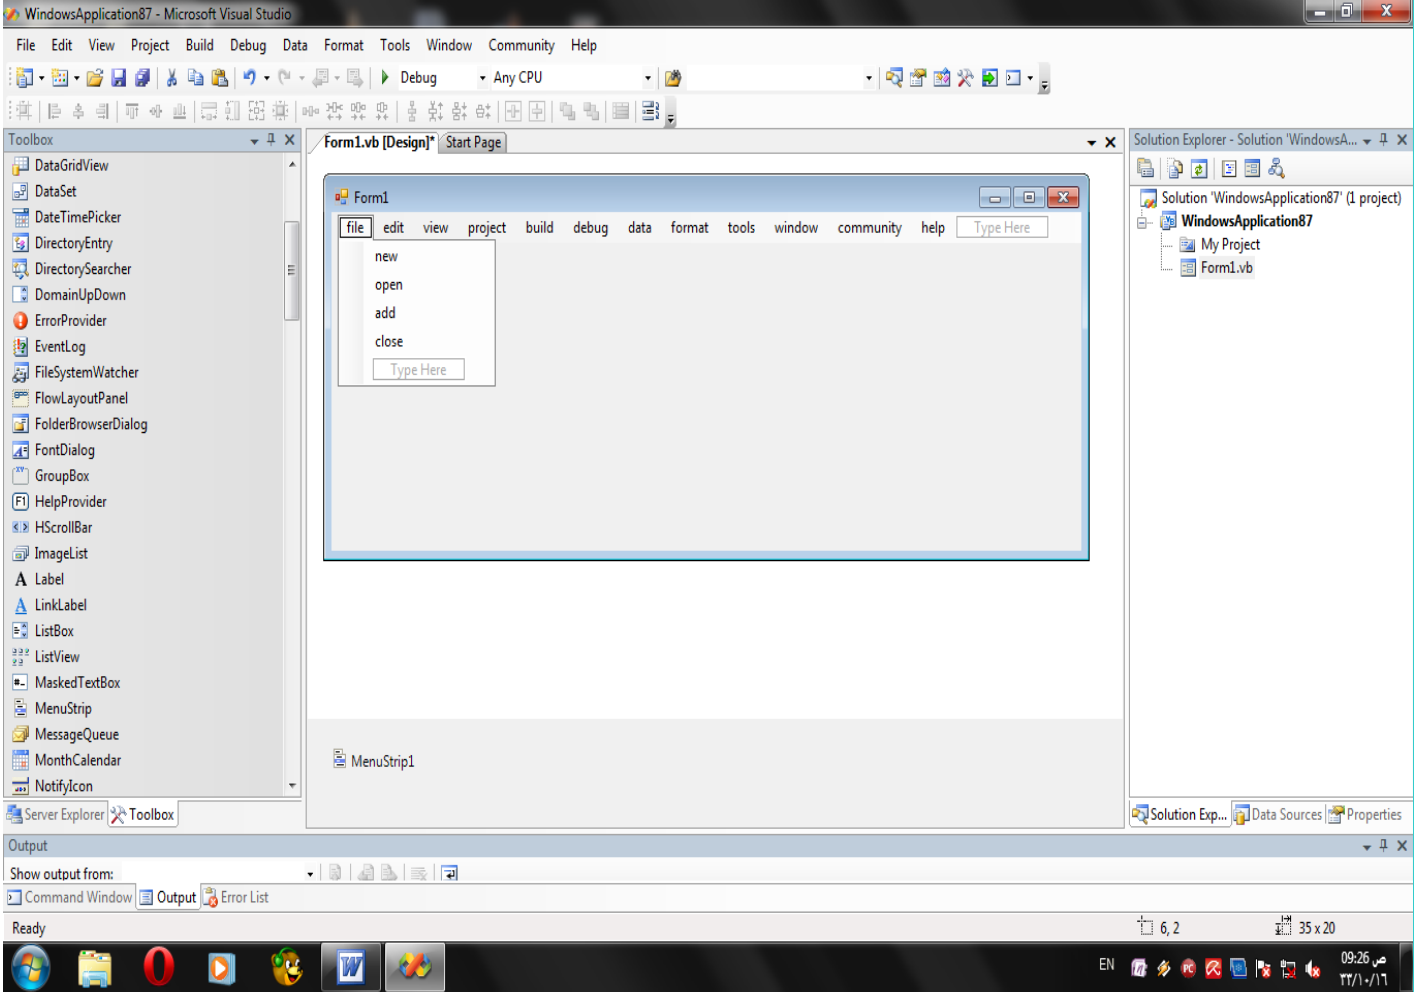 WindowsApplication87 - Microsoft Visual Studio
File Edit View Project Build Debug Data Format Tools Window Community Help
Debug Any CPU
Toolbox
DataGridView
DataSet
DateTimePicker
DirectoryEntry
DirectorySearcher
DomainUpDown
ErrorProvider
EventLog
FileSystemWatcher
FlowLayoutPanel
FolderBrowserDialog
FontDialog
GroupBox
HelpProvider
HScrollBar
ImageList
Label
LinkLabel
ListBox
ListView
MaskedTextBox
MenuStrip
MessageQueue
MonthCalendar
NotifyIcon
Server Explorer Toolbox
Form1.vb [Design]* Start Page
Form1
file edit view project build debug data format tools window community help Type Here
new
open
add
close
Type Here
MenuStrip1
Solution Explorer - Solution 'WindowsA...
Solution 'WindowsApplication87' (1 project)
WindowsApplication87
My Project
Form1.vb
Solution Exp... Data Sources Properties
Output
Show output from:
Command Window Output Error List
Ready 6, 2 35 x 20
EN 09:26 ص
٣٣/١٠/١٦